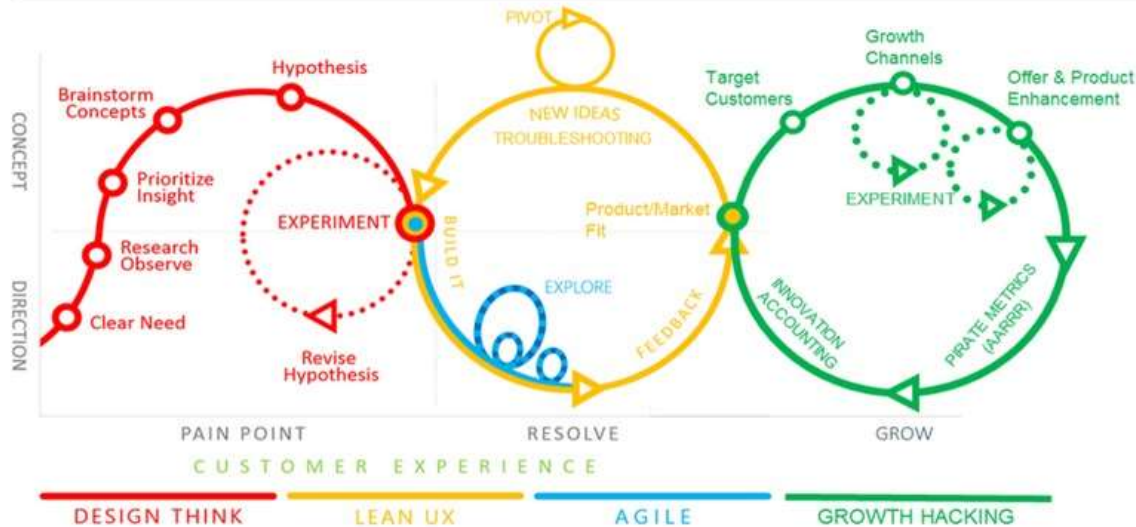 PIVOT
Growth
Channels
Hypothesis
Target
Customers
Offer & Product
Enhancement
Brainstorm
Concepts
NEW IDEAS
TROUBLESHOOTING
CONCEPT
Prioritize
Insight
EXPERIMENT
EXPERIMENT
Product/Market
Fit
BUILD IT
Research
Observe
EXPLORE
DIRECTION
Clear Need
FEEDBACK
INNOVATION
ACCOUNTING
PIRATE METRICS
(AARRR)
Revise
Hypothesis
PAIN POINT
RESOLVE
GROW
CUSTOMER EXPERIENCE
DESIGN THINK
LEAN UX
AGILE
GROWTH HACKING